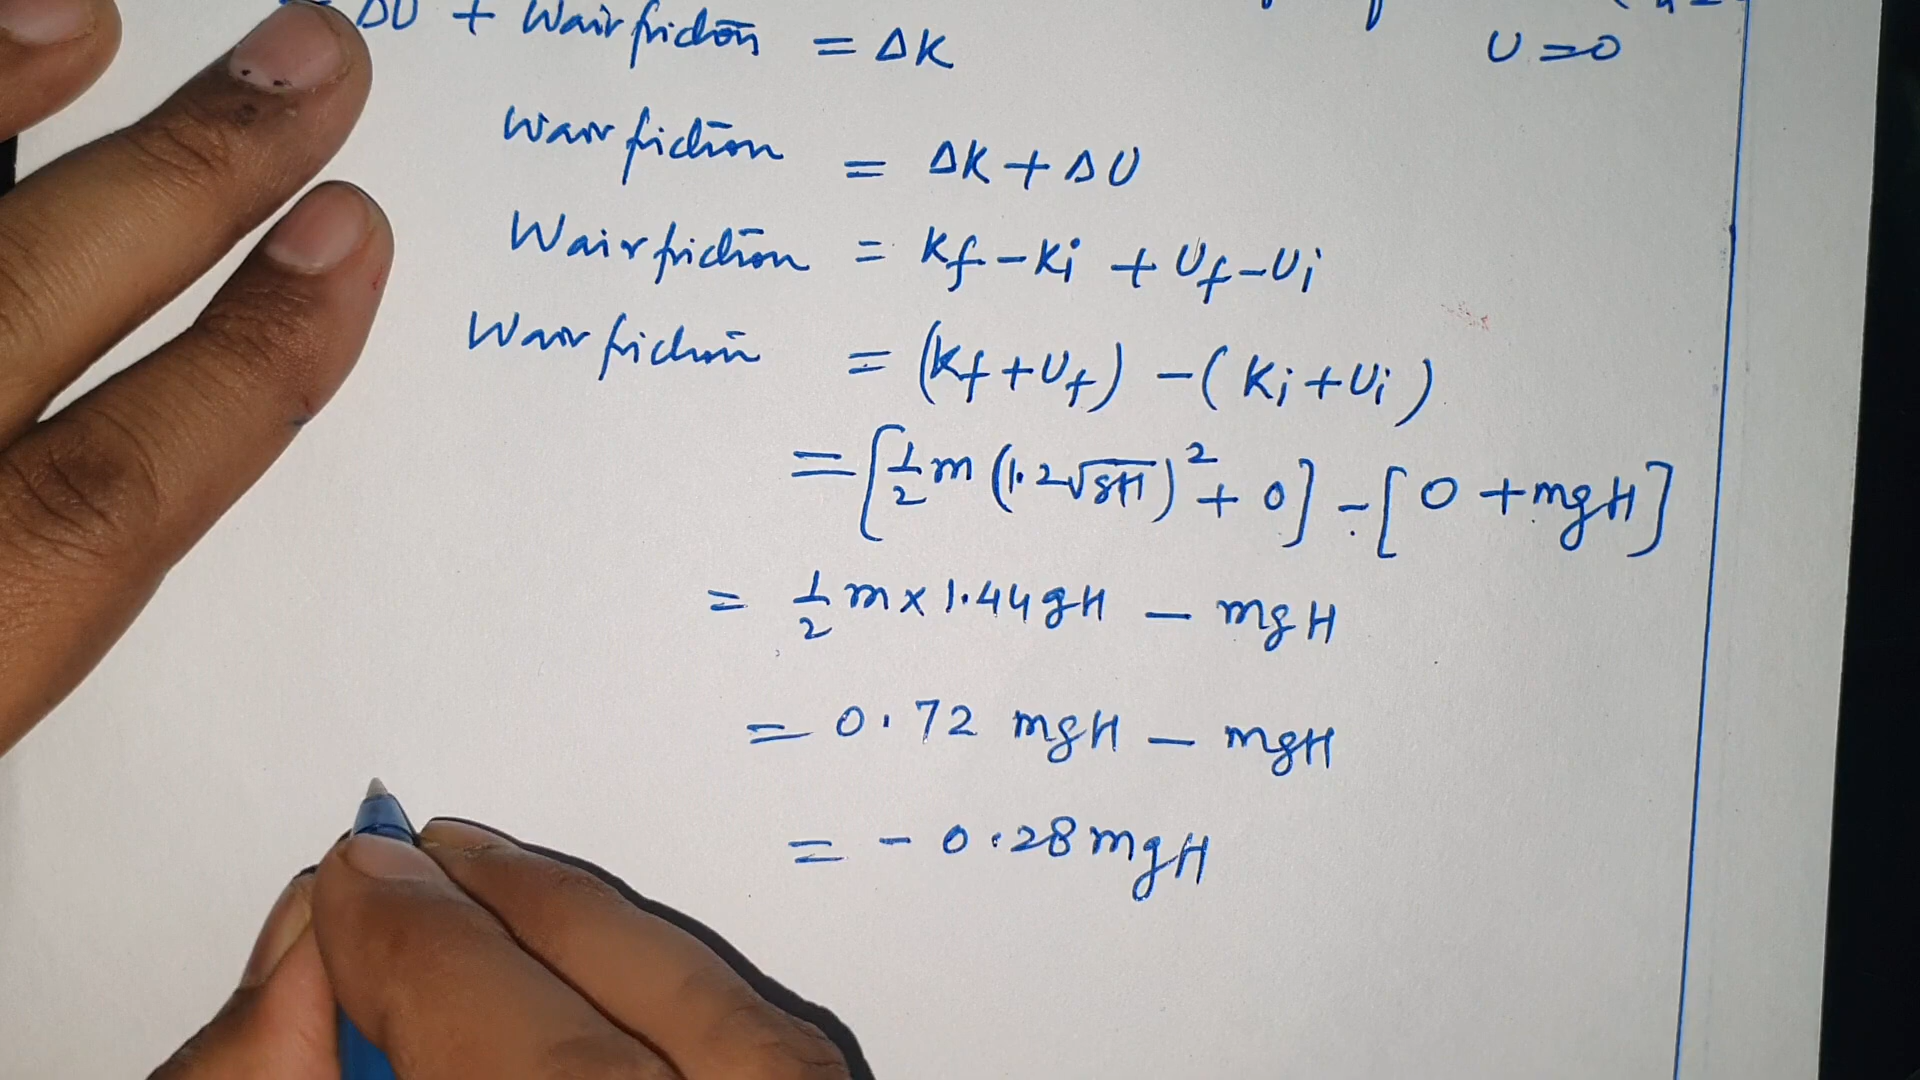 ΔU + Wair friction = ΔK
U = 0
Wair friction = ΔK + ΔU
Wair friction = Kf - Ki + Uf - Ui
Wair friction = (Kf + Uf) - (Ki + Ui)
= [1/2 m (1.2√gH)² + 0] - [0 + mgH]
= 1/2 m × 1.44gH - mgH
= 0.72 mgH - mgH
= - 0.28 mgH